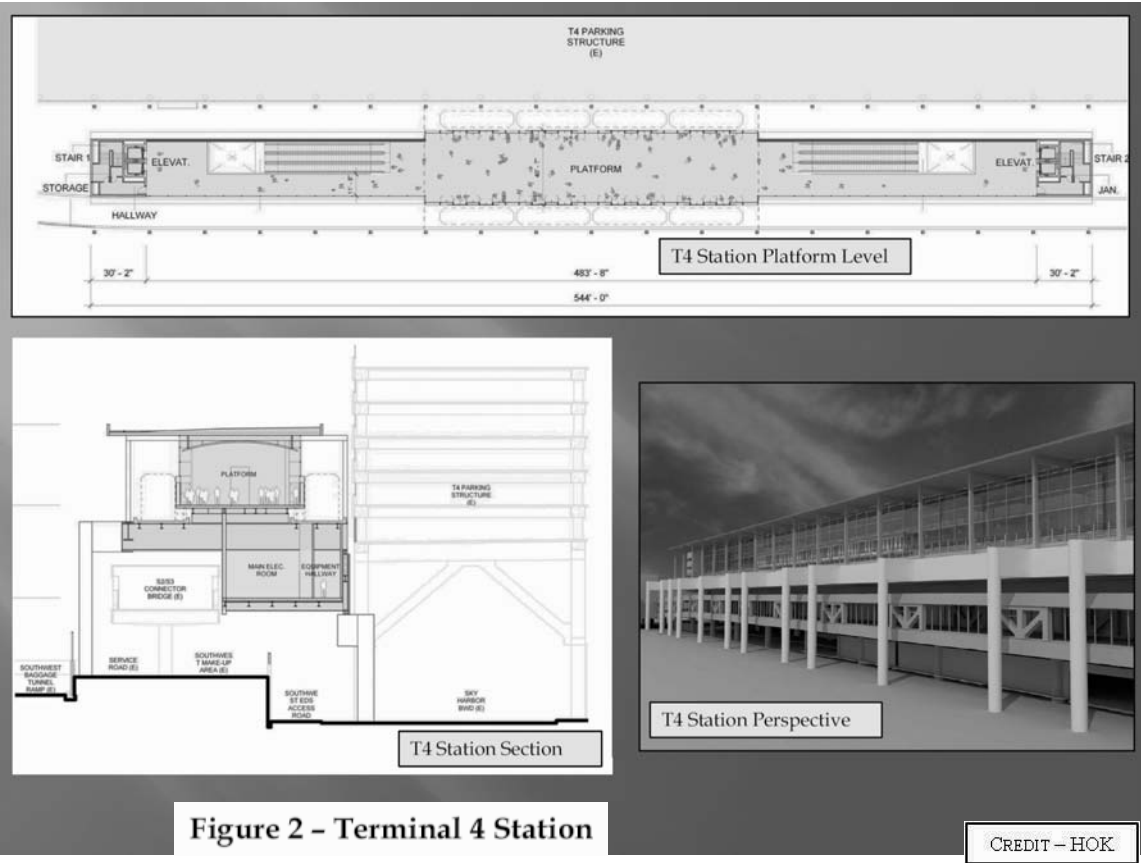 T4 PARKING
STRUCTURE
(E)
STAIR 1
ELEVAT.
PLATFORM
ELEVAT.
STAIR 2
STORAGE
JAN.
HALLWAY
T4 Station Platform Level
30' - 2"
483' - 8"
30' - 2"
544' - 0"
PLATFORM
T4 PARKING
STRUCTURE
(E)
MAIN ELEC.
ROOM
EQUIPMENT
HALLWAY
S2/S3
CONNECTOR
BRIDGE (E)
SOUTHWEST
BAGGAGE
TUNNEL
RAMP (E)
SERVICE
ROAD (E)
SOUTHWES
T MAKE-UP
AREA (E)
SOUTHWE
ST EDS
ACCESS
ROAD
SKY
HARBOR
BWD (E)
T4 Station Section
T4 Station Perspective
Figure 2 – Terminal 4 Station
CREDIT – HOK